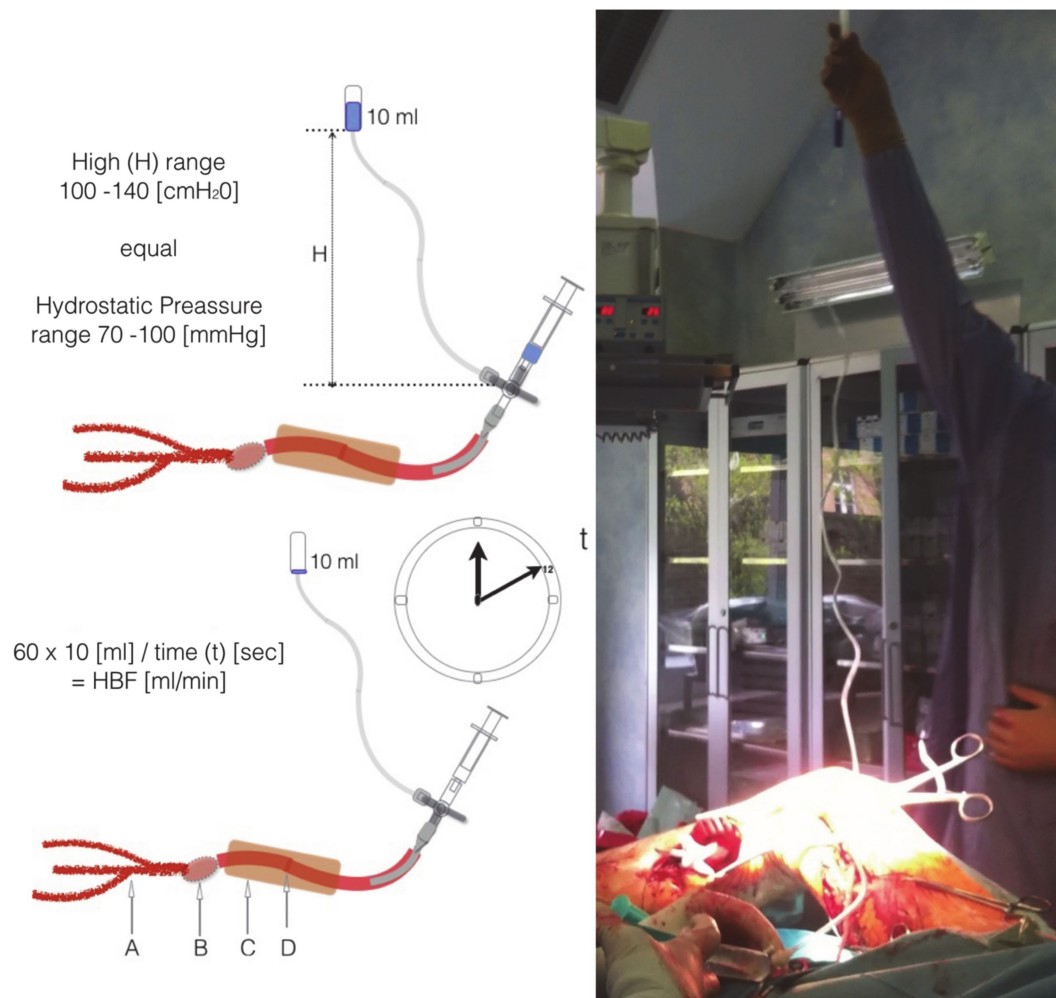 10 ml
High (H) range
100 -140 [cmH₂0]
equal
H
Hydrostatic Preassure
range 70 -100 [mmHg]
t
10 ml
12
60 x 10 [ml] / time (t) [sec]
= HBF [ml/min]
A B C D